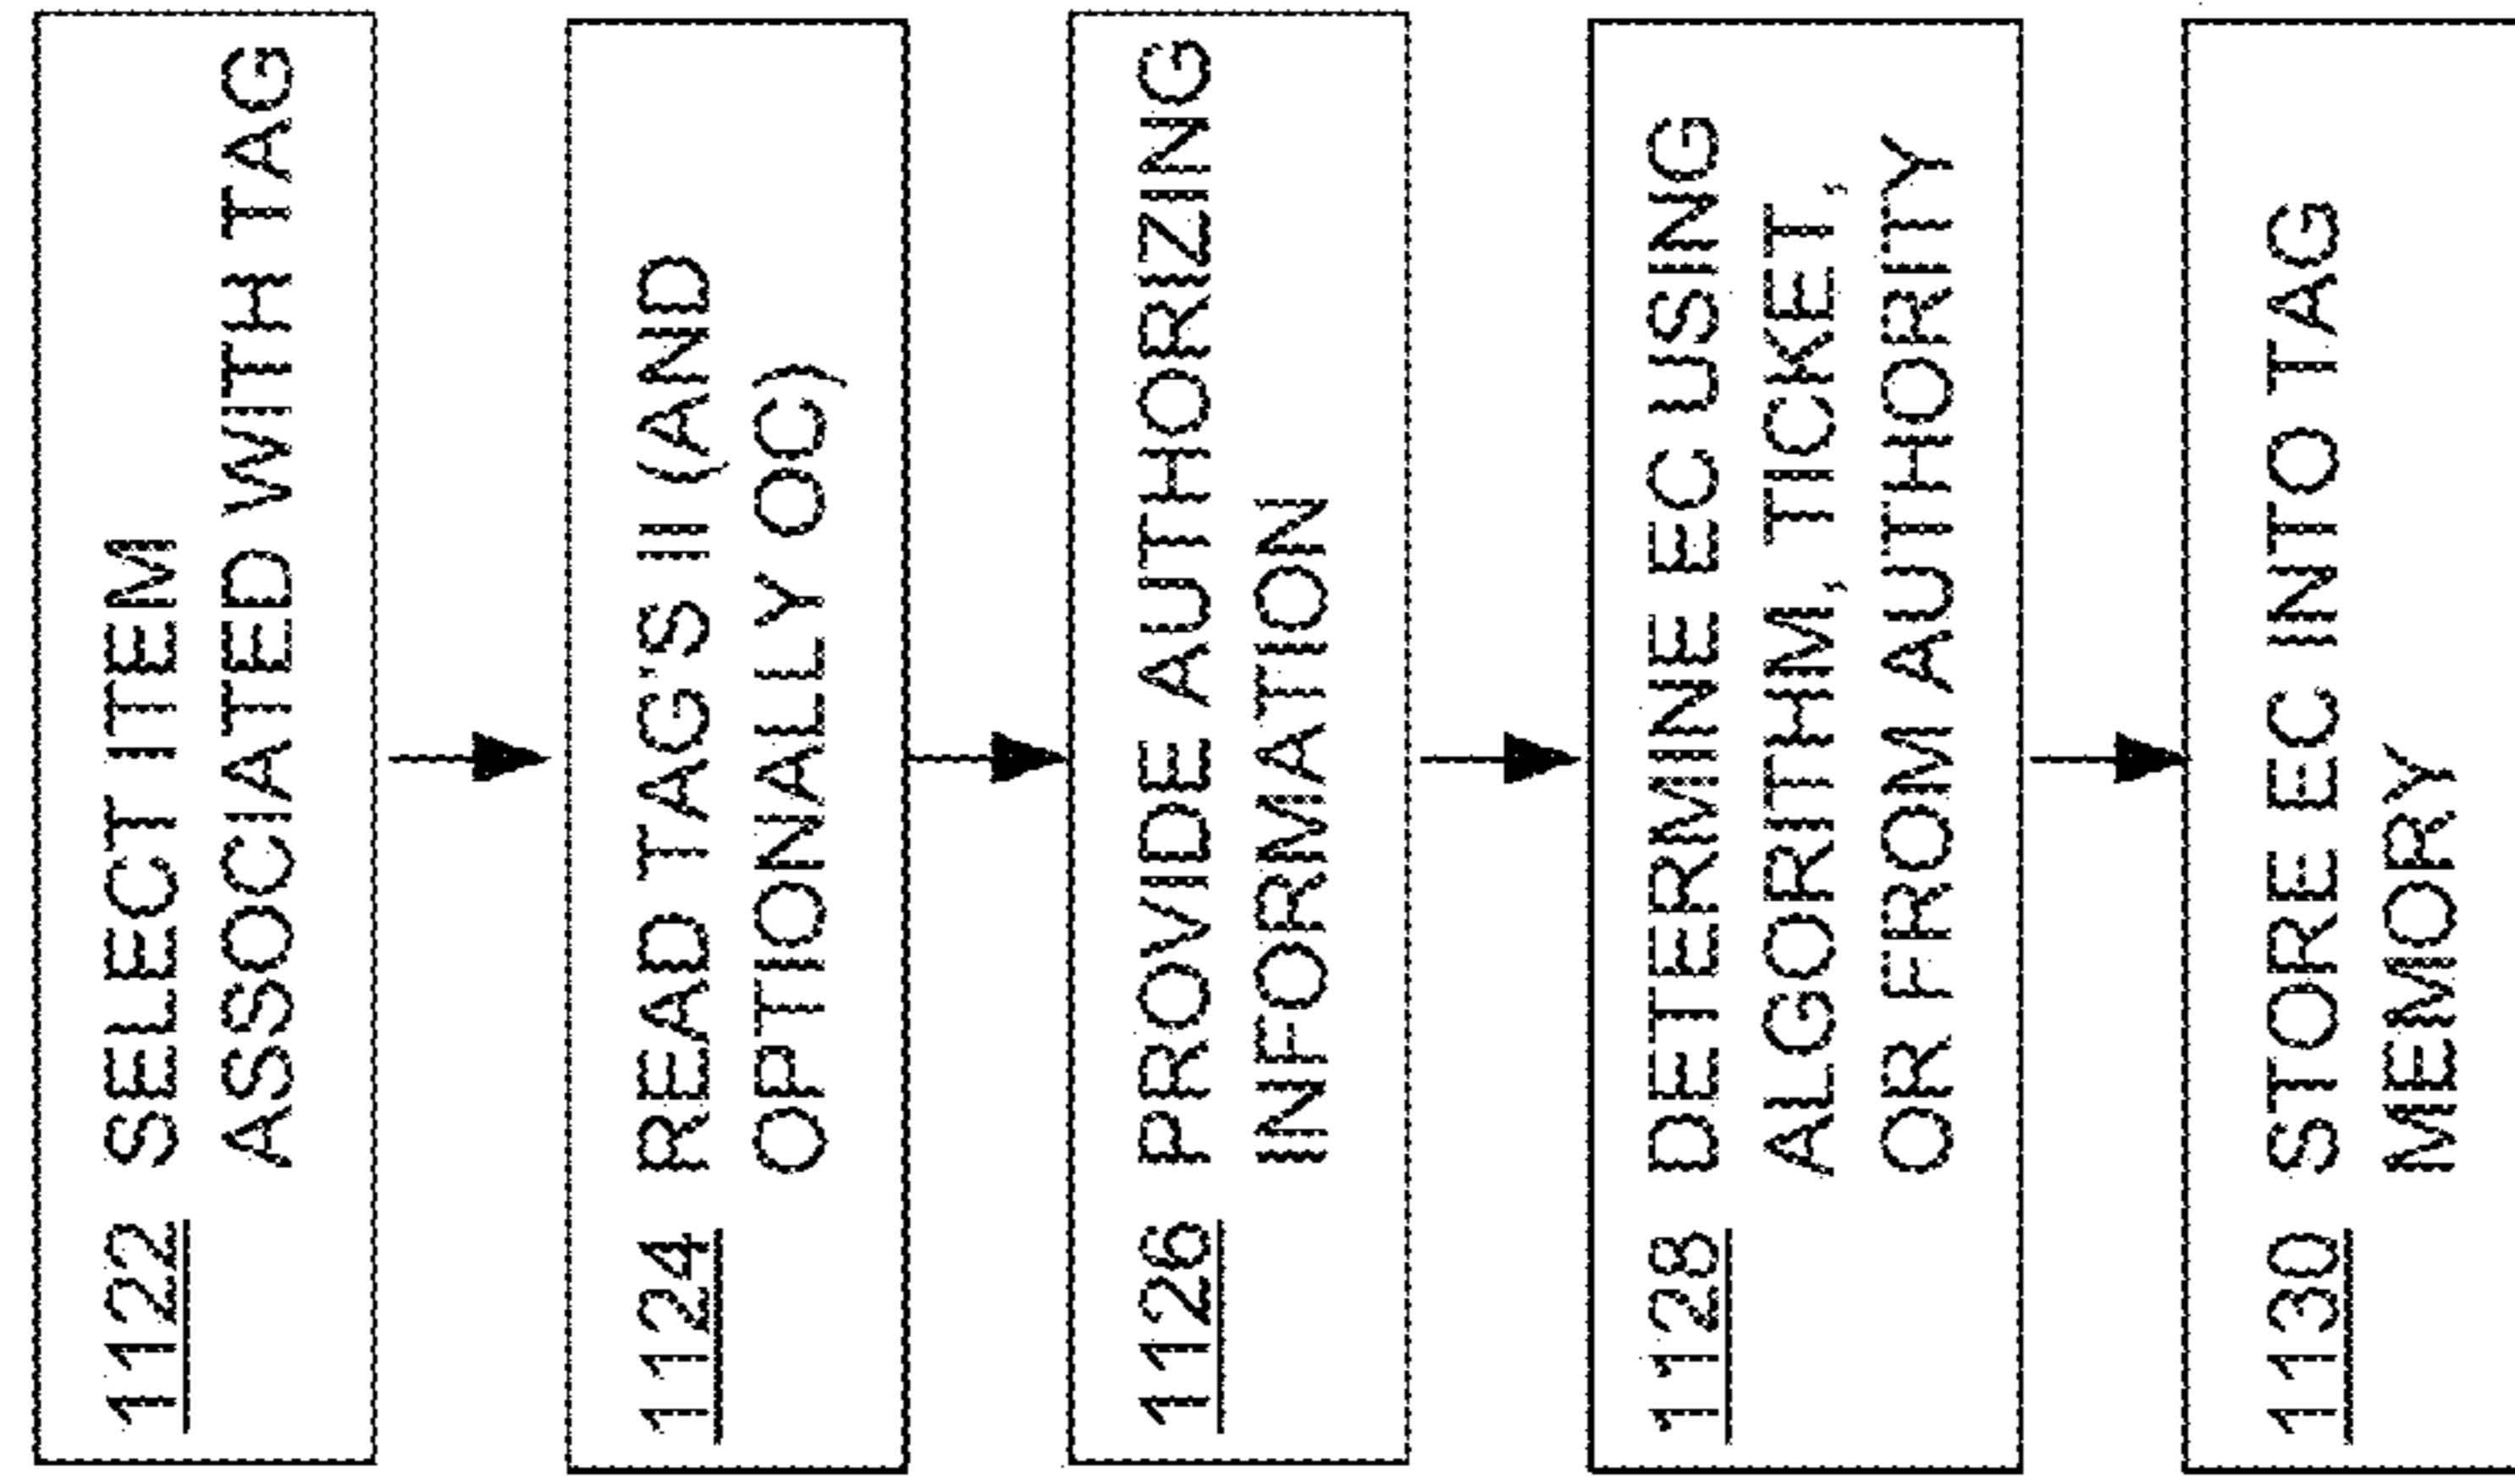 1122 SELECT ITEM
ASSOCIATED WITH TAG
1124 READ TAG'S II (AND
OPTIONALLY OC)
1126 PROVIDE AUTHORIZING
INFORMATION
1128 DETERMINE EC USING
ALGORITHM, TICKET,
OR FROM AUTHORITY
1130 STORE EC INTO TAG
MEMORY